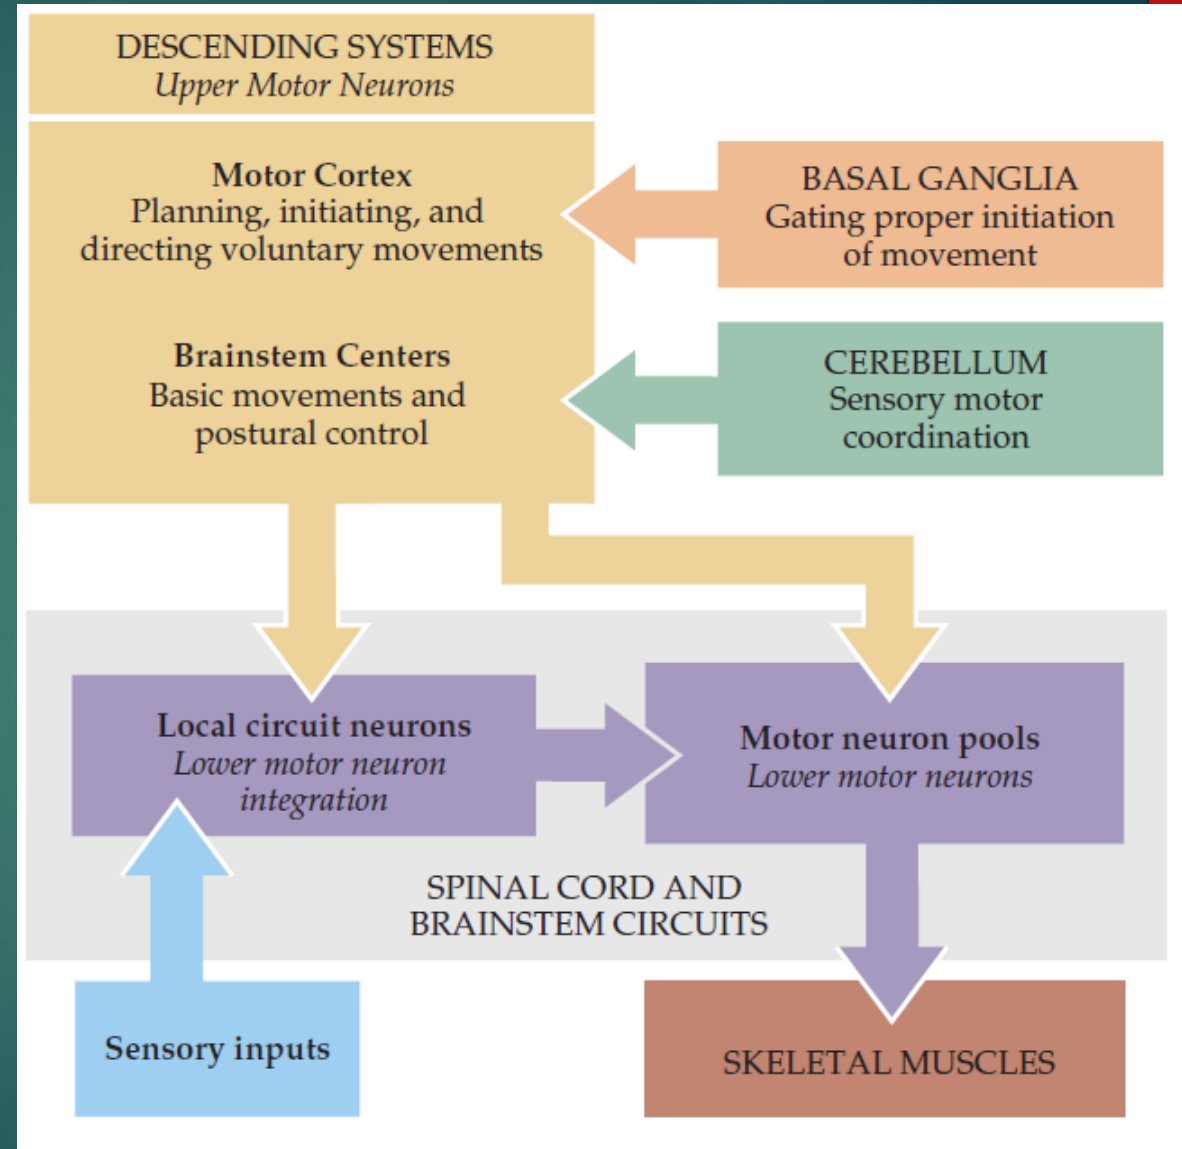 DESCENDING SYSTEMS
Upper Motor Neurons
Motor Cortex
Planning, initiating, and
directing voluntary movements
BASAL GANGLIA
Gating proper initiation
of movement
Brainstem Centers
Basic movements and
postural control
CEREBELLUM
Sensory motor
coordination
Local circuit neurons
Lower motor neuron
integration
Motor neuron pools
Lower motor neurons
SPINAL CORD AND
BRAINSTEM CIRCUITS
Sensory inputs
SKELETAL MUSCLES